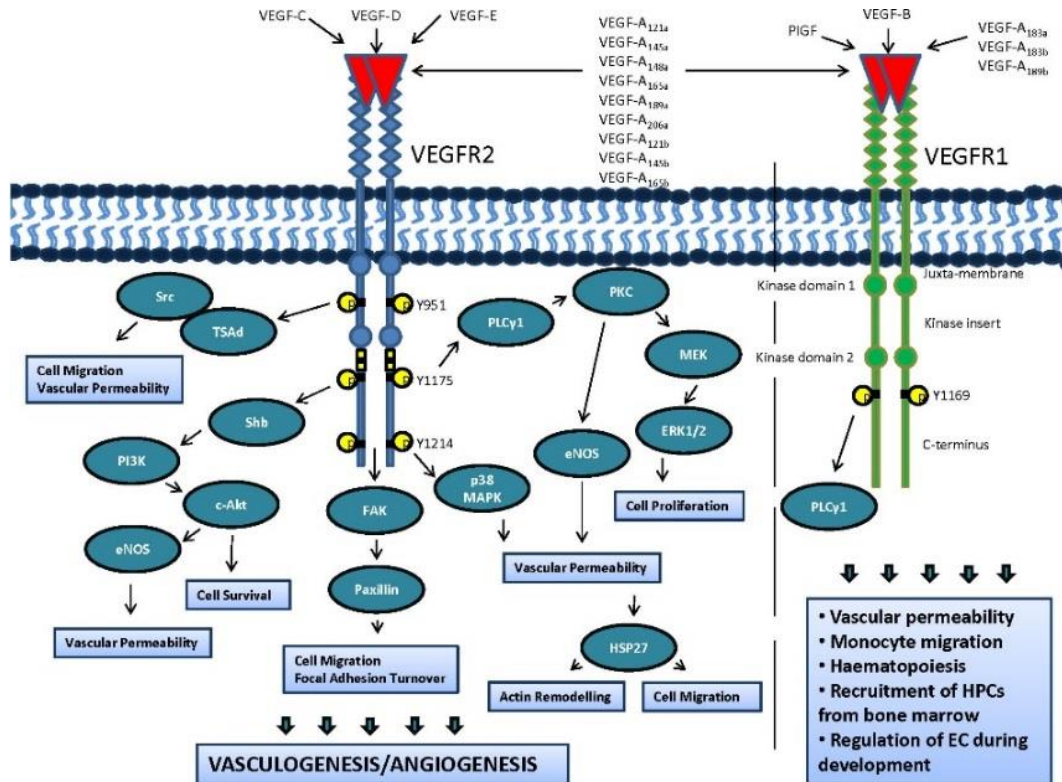 VEGF-C
VEGF-D
VEGF-E
VEGF-A121a
VEGF-A145a
VEGF-A148a
VEGF-A165a
VEGF-A189a
VEGF-A206a
VEGF-A121b
VEGF-A145b
VEGF-A165b
PIGF
VEGF-B
VEGF-A183a
VEGF-A183b
VEGF-A189b
VEGFR2
VEGFR1
Src
TSAd
P
Y951
Cell Migration
Vascular Permeability
P
P
Y1175
PLCy1
PKC
MEK
ERK1/2
Cell Proliferation
Shb
PI3K
c-Akt
eNOS
Cell Survival
Vascular Permeability
P
P
Y1214
FAK
Paxillin
Cell Migration
Focal Adhesion Turnover
p38
MAPK
eNOS
Vascular Permeability
HSP27
Actin Remodelling
Cell Migration
VASCULOGENESIS/ANGIOGENESIS
Juxta-membrane
Kinase domain 1
Kinase insert
Kinase domain 2
P
P
Y1169
C-terminus
PLCy1
• Vascular permeability
• Monocyte migration
• Haematopoiesis
• Recruitment of HPCs
from bone marrow
• Regulation of EC during
development